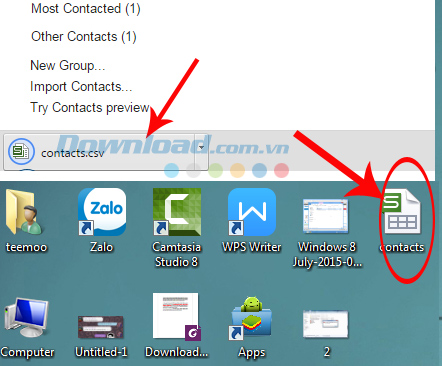 Most Contacted (1)
Other Contacts (1)
New Group...
Import Contacts...
Try Contacts preview
Download.com.vn
contacts.csv
S
Zalo
W
S
teemoo
Zalo
Camtasia
Studio 8
WPS Writer
Windows 8
July-2015-0...
contacts
G
Computer
Untitled-1
Download...
Apps
2